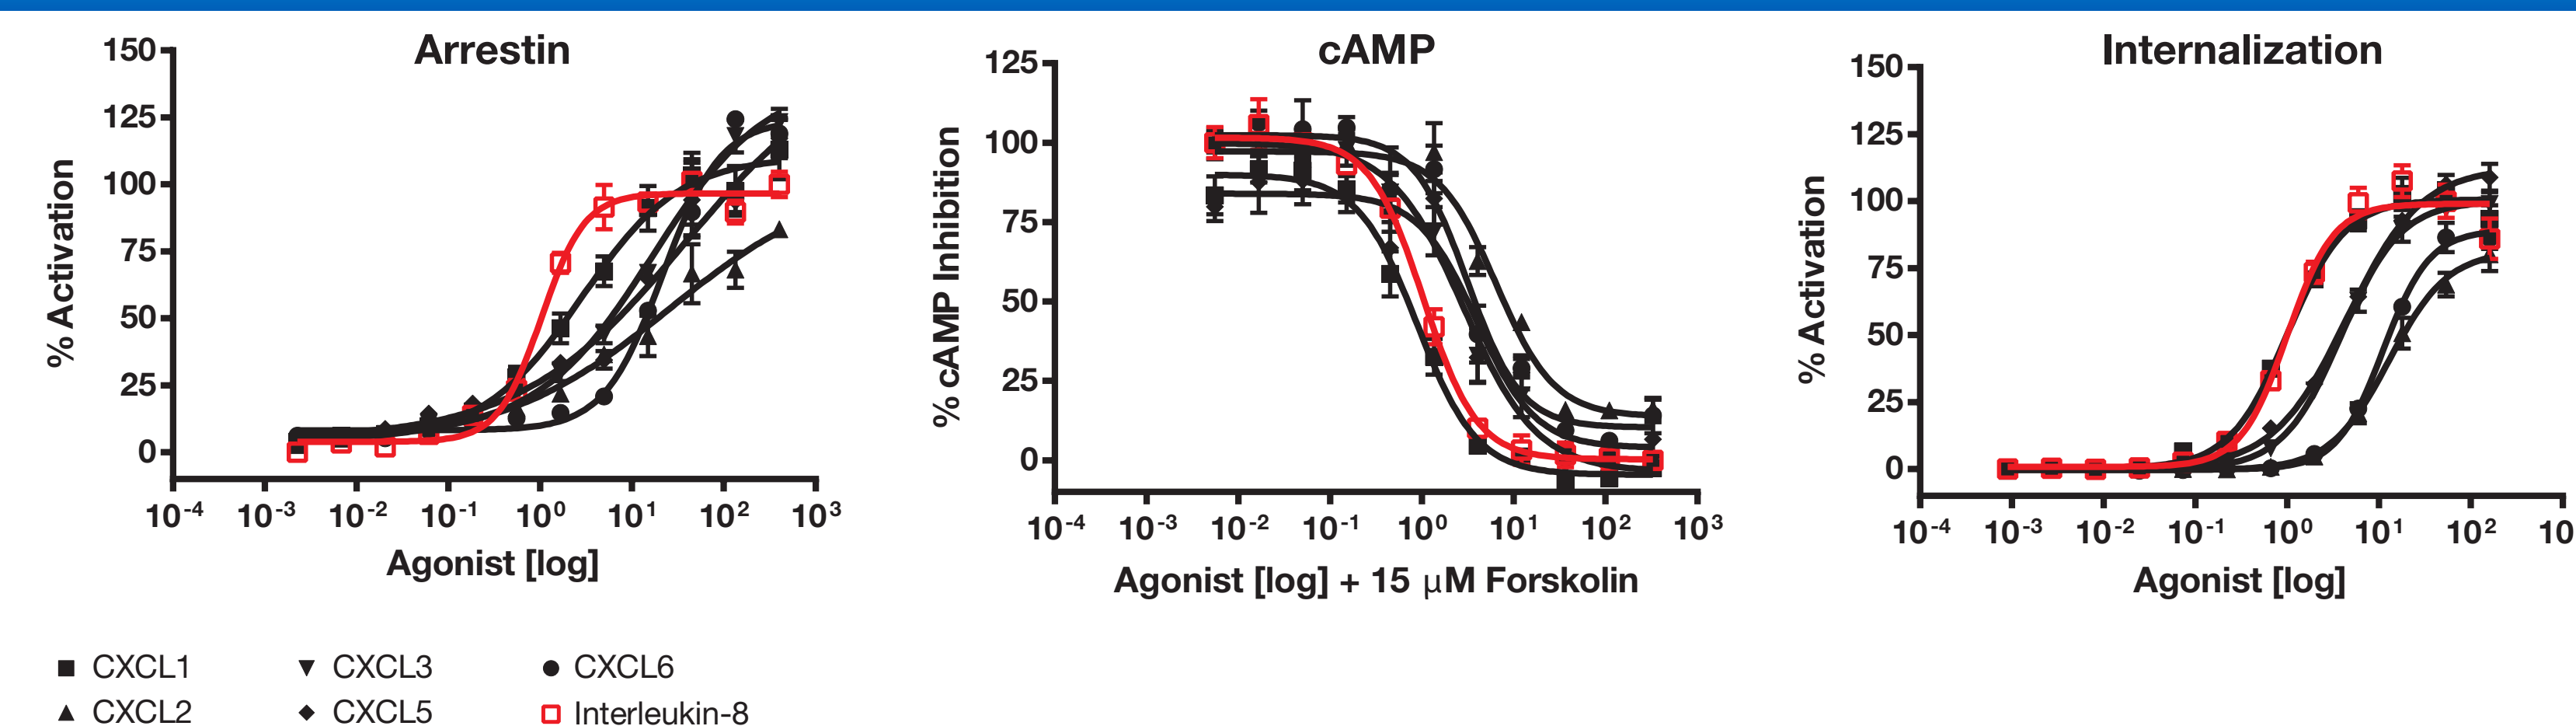 Arrestin
150
125
100
75
50
25
0
% Activation
10⁻⁴ 10⁻³ 10⁻² 10⁻¹ 10⁰ 10¹ 10² 10³
Agonist [log]
cAMP
125
100
75
50
25
0
% cAMP Inhibition
10⁻⁴ 10⁻³ 10⁻² 10⁻¹ 10⁰ 10¹ 10² 10³
Agonist [log] + 15 µM Forskolin
Internalization
150
125
100
75
50
25
0
% Activation
10⁻⁴ 10⁻³ 10⁻² 10⁻¹ 10⁰ 10¹ 10² 10
Agonist [log]
CXCL1 CXCL3 CXCL6
CXCL2 CXCL5 Interleukin-8